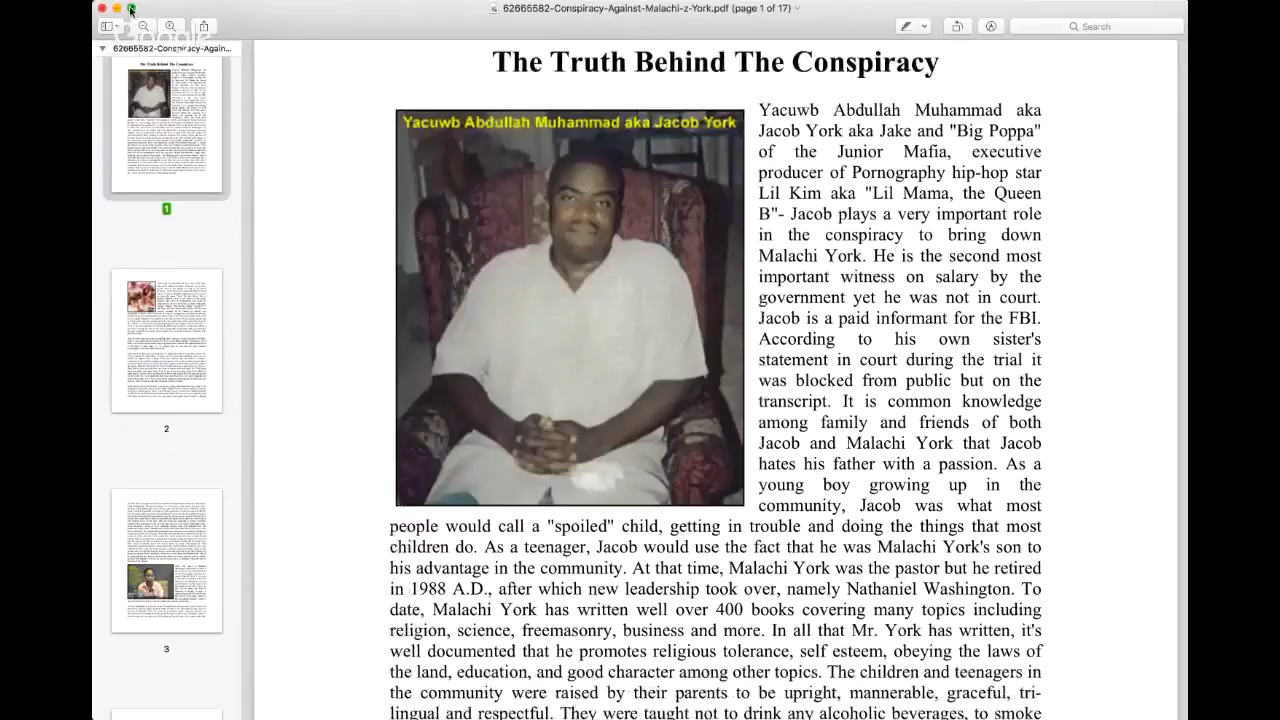 62665582-Conspiracy-Against-Malachi-z-York.pdf (page 1 of 17)
Search
62665582-Conspiracy-Again...
1
2
3
The Truth Behind The Conspiracy
Muhammad aka Jacob York
Yaquwb Abdullah Muhammad aka
Jacob York aka Jake and "Big Poppa"
of the Junior Mafia, executive
producer of Pornography hip-hop star
Lil Kim aka "Lil Mama, the Queen
B"- Jacob plays a very important role
in the conspiracy to bring down
Malachi York. He is the second most
important witness on salary by the
government yet he was not in court.
Jacob is a paid informant for the FBI.
According to his own sister's
statement in court during the trial it
was blocked from public but on the
transcript. It is common knowledge
among family and friends of both
Jacob and Malachi York that Jacob
hates his father with a passion. As a
young boy growing up in the
community Jacob was what most
people would call a child, getting in trouble and doing the things that most
children do. As a teenager, Jacob would use the fact that he was Malachi York's son to
his advantage in the community. At that time, Malachi York was the pastor but he retired
in 1988 AD, after which new leadership took over, namely Imaam Derrick Washington. To
date, Malachi York has written well over 400 books covering many topics including
religion, science, freemasonry, business and more. In all that Mr. York has written, it's
well documented that he promotes religious tolerance, self esteem, obeying the laws of
the land, education, and good character among other topics. The children and teenagers in
the community were raised by their parents to be upright, mannerable, graceful, tri-
lingual and respectful. They were taught not to drink any alcoholic beverages, to smoke